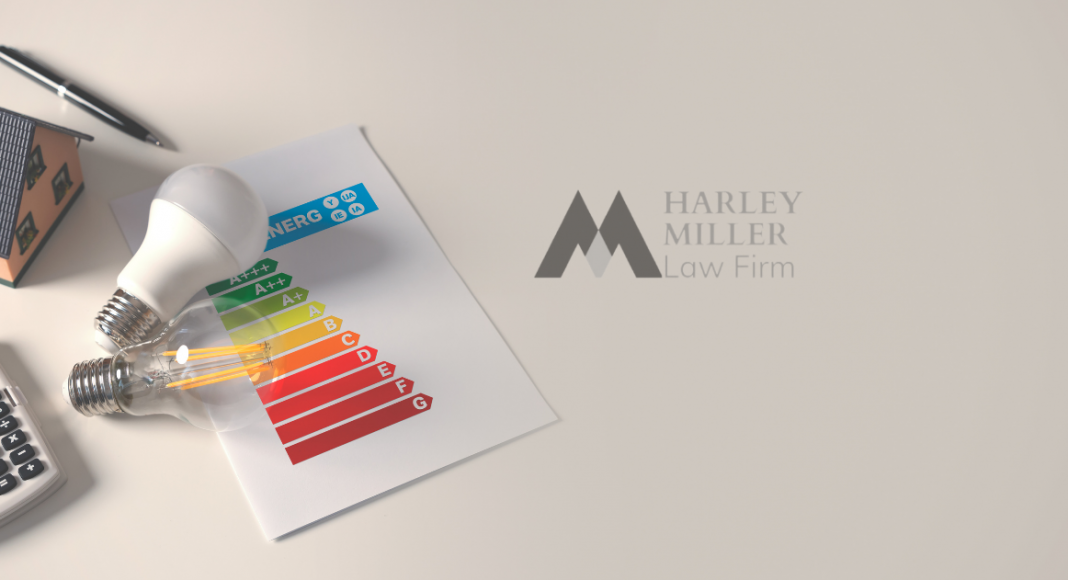 ENERG
Y IJA
IE IA
A+++
A++
A+
A
B
C
D
E
F
G
HARLEY
MILLER
Law Firm
×
-
+
=